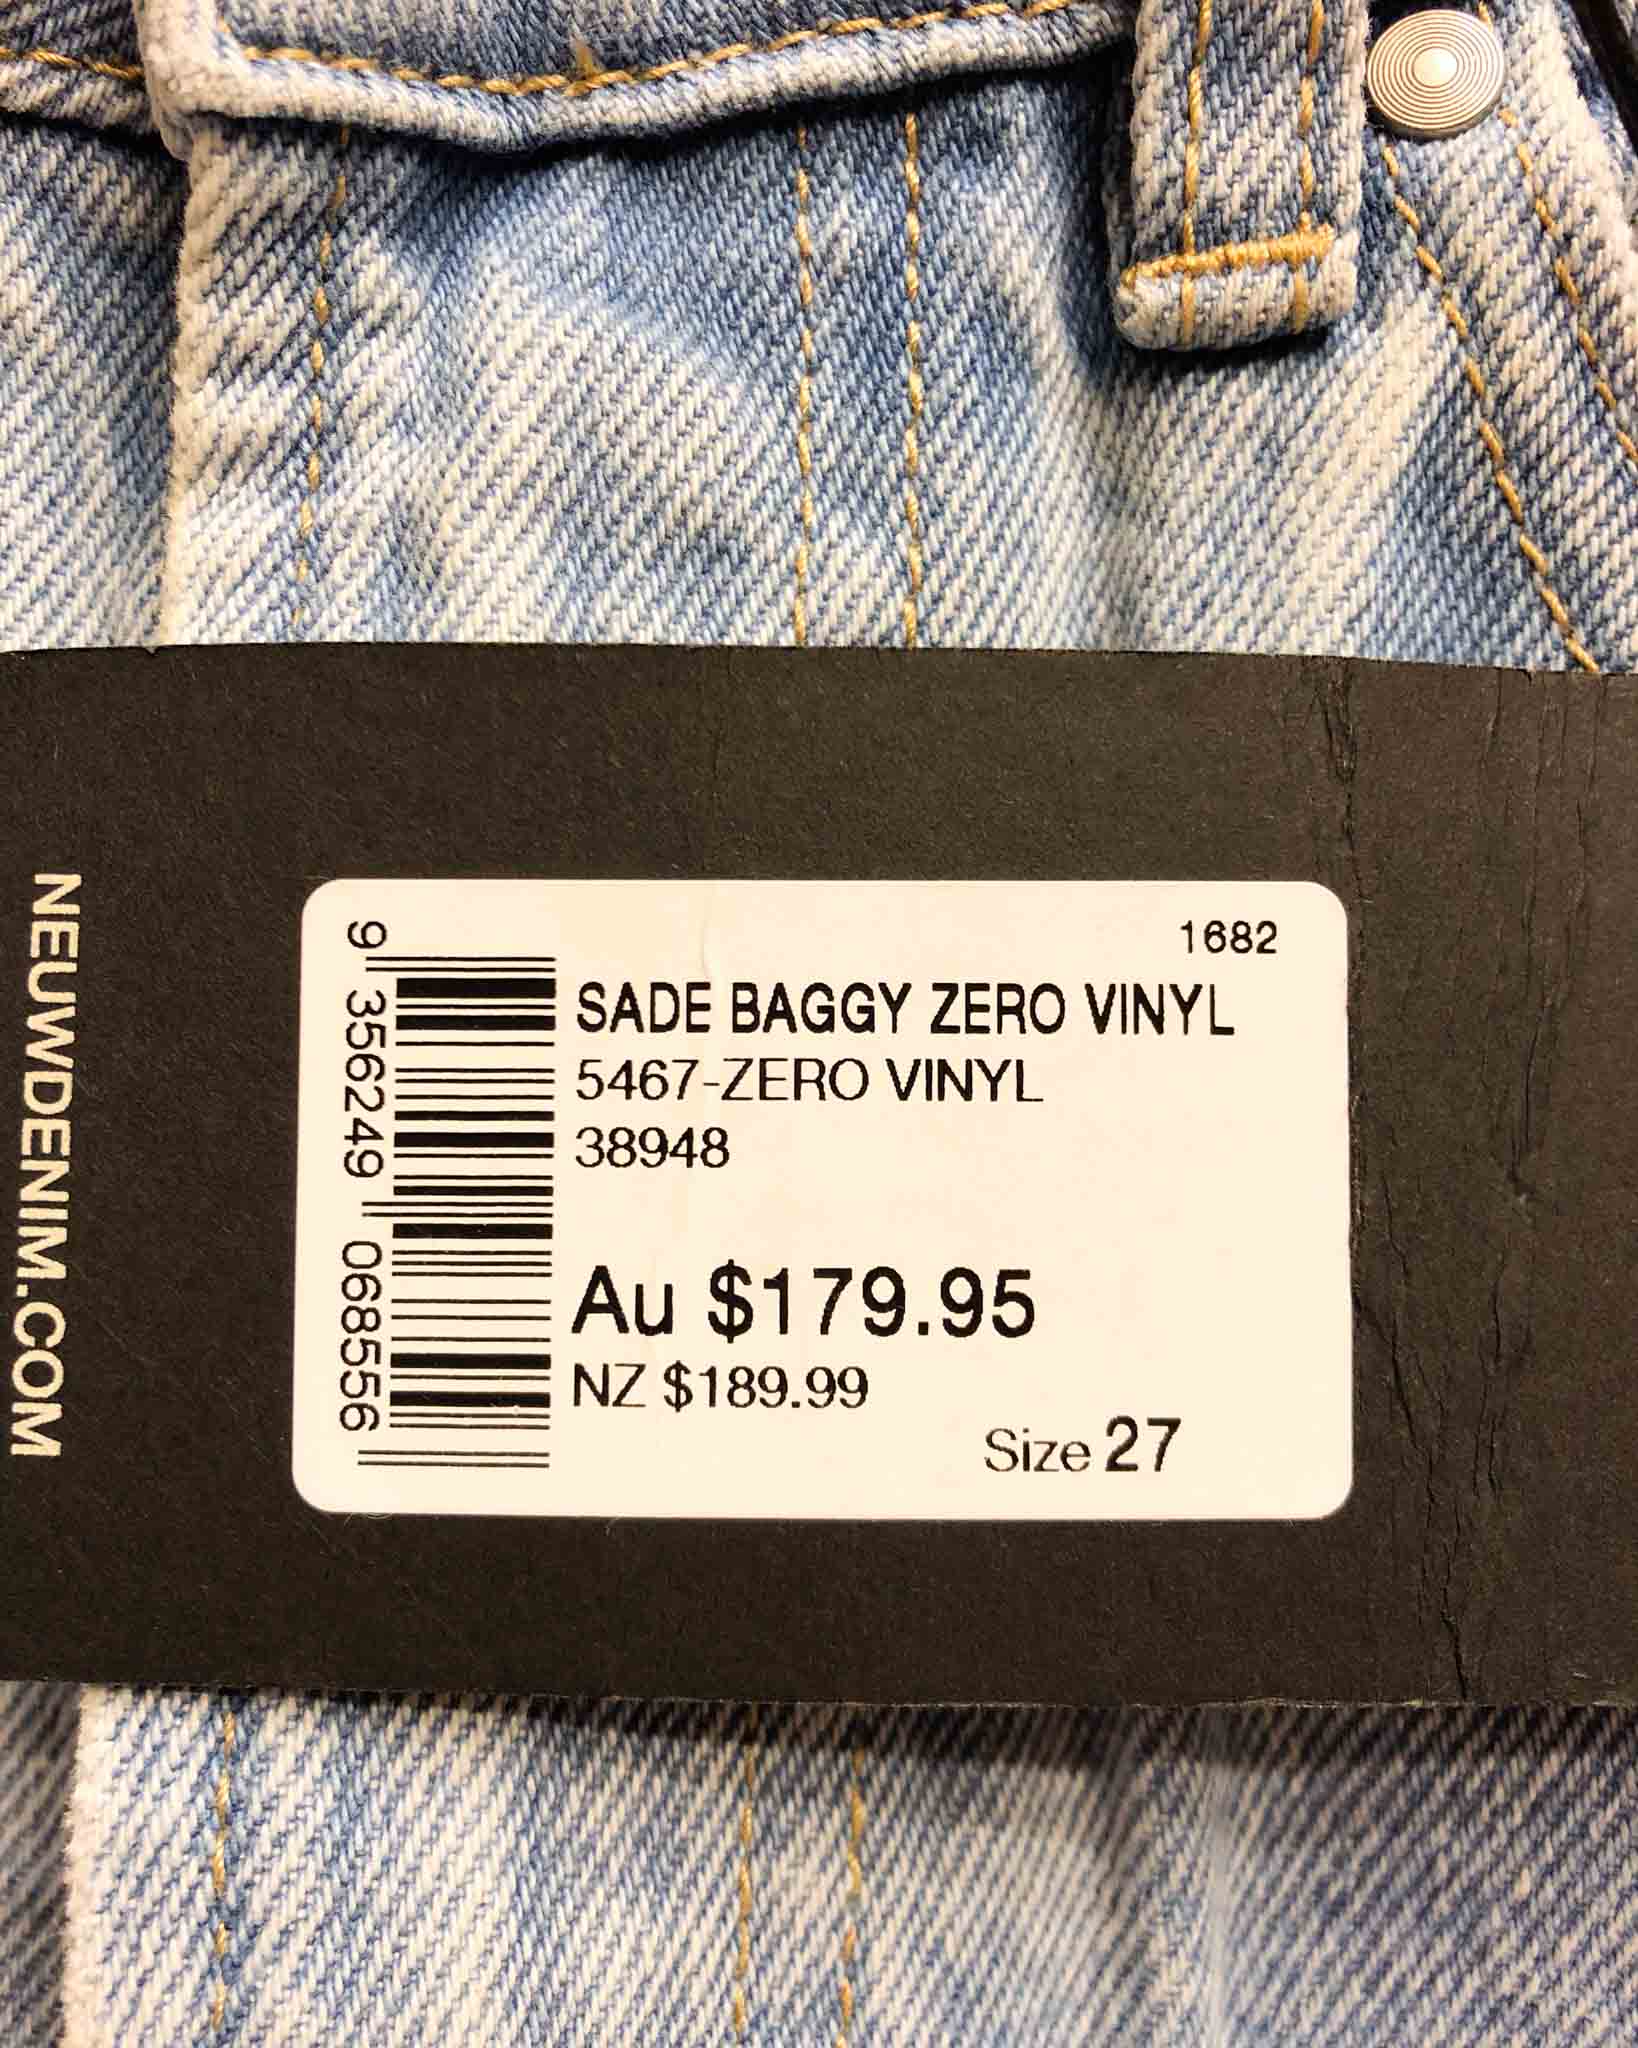 NEUWDENIM.COM
9 356249 068556
1682
SADE BAGGY ZERO VINYL
5467-ZERO VINYL
38948
Au $179.95
NZ $189.99
Size 27